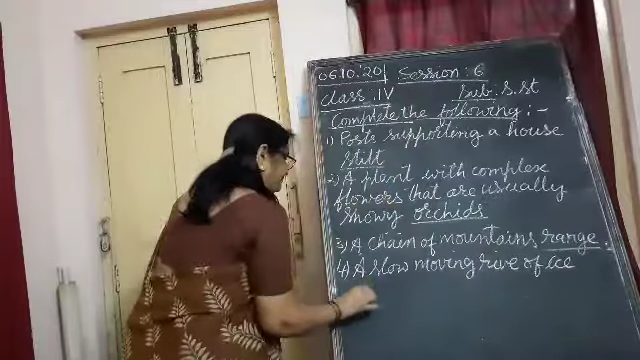 06.10.20 Session : 6
Class . IV Sub. S.st
Complete the following : -
1) Posts supporting a house
stilt
2) A plant with complex
flowers that are usually
showy orchids
3) A chain of mountains range.
4) A slow moving rive of ice